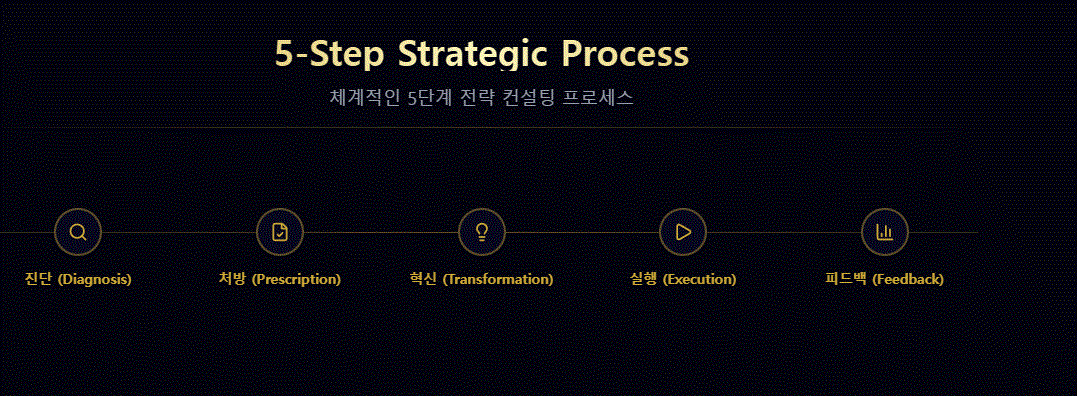 5-Step Strategic Process
체계적인 5단계 전략 컨설팅 프로세스
진단 (Diagnosis)
처방 (Prescription)
혁신 (Transformation)
실행 (Execution)
피드백 (Feedback)